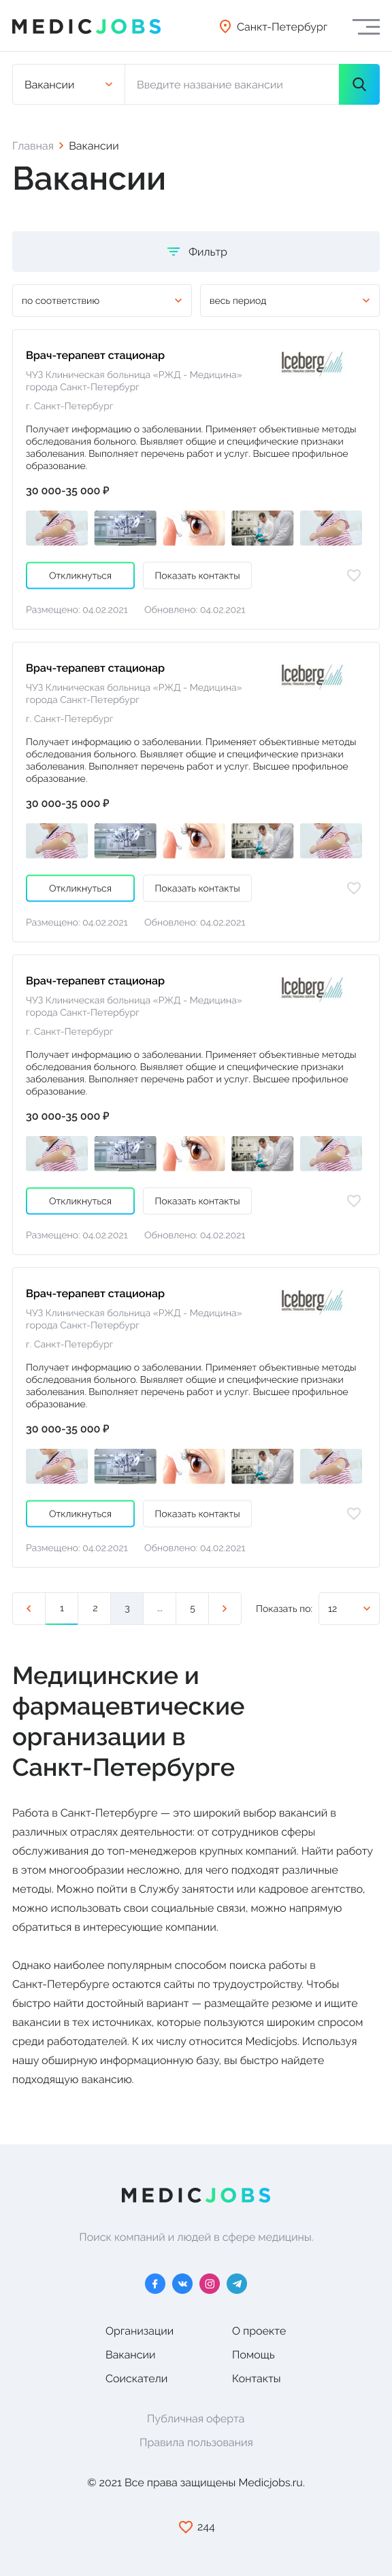 MEDICJOBS
Санкт-Петербург
Вакансии
Введите название вакансии
Главная > Вакансии
Вакансии
Фильтр
по соответствию
весь период
Врач-терапевт стационар
Iceberg
ЧУЗ Клиническая больница «РЖД - Медицина»
города Санкт-Петербург
г. Санкт-Петербург
Получает информацию о заболевании. Применяет объективные методы
обследования больного. Выявляет общие и специфические признаки
заболевания. Выполняет перечень работ и услуг. Высшее профильное
образование.
30 000-35 000 ₽
Откликнуться
Показать контакты
Размещено: 04.02.2021
Обновлено: 04.02.2021
Врач-терапевт стационар
Iceberg
ЧУЗ Клиническая больница «РЖД - Медицина»
города Санкт-Петербург
г. Санкт-Петербург
Получает информацию о заболевании. Применяет объективные методы
обследования больного. Выявляет общие и специфические признаки
заболевания. Выполняет перечень работ и услуг. Высшее профильное
образование.
30 000-35 000 ₽
Откликнуться
Показать контакты
Размещено: 04.02.2021
Обновлено: 04.02.2021
Врач-терапевт стационар
Iceberg
ЧУЗ Клиническая больница «РЖД - Медицина»
города Санкт-Петербург
г. Санкт-Петербург
Получает информацию о заболевании. Применяет объективные методы
обследования больного. Выявляет общие и специфические признаки
заболевания. Выполняет перечень работ и услуг. Высшее профильное
образование.
30 000-35 000 ₽
Откликнуться
Показать контакты
Размещено: 04.02.2021
Обновлено: 04.02.2021
Врач-терапевт стационар
Iceberg
ЧУЗ Клиническая больница «РЖД - Медицина»
города Санкт-Петербург
г. Санкт-Петербург
Получает информацию о заболевании. Применяет объективные методы
обследования больного. Выявляет общие и специфические признаки
заболевания. Выполняет перечень работ и услуг. Высшее профильное
образование.
30 000-35 000 ₽
Откликнуться
Показать контакты
Размещено: 04.02.2021
Обновлено: 04.02.2021
1 2 3 ... 5
Показать по: 12
Медицинские и
фармацевтические
организации в
Санкт-Петербурге
Работа в Санкт-Петербурге — это широкий выбор вакансий в
различных отраслях деятельности: от сотрудников сферы
обслуживания до топ-менеджеров крупных компаний. Найти работу
в этом многообразии несложно, для чего подходят различные
методы. Можно пойти в Службу занятости или кадровое агентство,
можно использовать свои социальные связи, можно напрямую
обратиться в интересующие компании.
Однако наиболее популярным способом поиска работы в
Санкт-Петербурге остаются сайты по трудоустройству. Чтобы
быстро найти достойный вариант — размещайте резюме и ищите
вакансии в тех источниках, которые пользуются широким спросом
среди работодателей. К их числу относится Medicjobs. Используя
нашу обширную информационную базу, вы быстро найдете
подходящую вакансию.
MEDICJOBS
Поиск компаний и людей в сфере медицины.
Организации
О проекте
Вакансии
Помощь
Соискатели
Контакты
Публичная оферта
Правила пользования
© 2021 Все права защищены Medicjobs.ru.
244